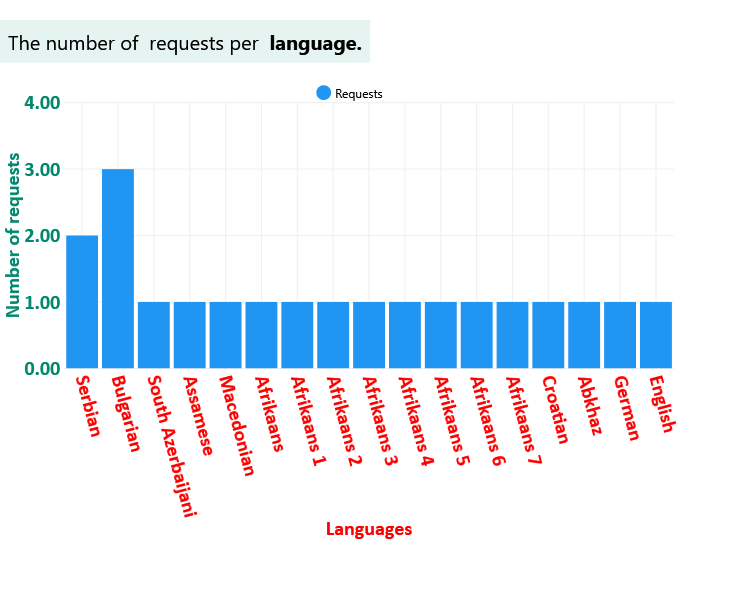 The number of  requests per  language.
Requests
Number of requests
4.00
3.00
2.00
1.00
0.00
Serbian
Bulgarian
South Azerbaijani
Assamese
Macedonian
Afrikaans
Afrikaans 1
Afrikaans 2
Afrikaans 3
Afrikaans 4
Afrikaans 5
Afrikaans 6
Afrikaans 7
Croatian
Abkhaz
German
English
Languages